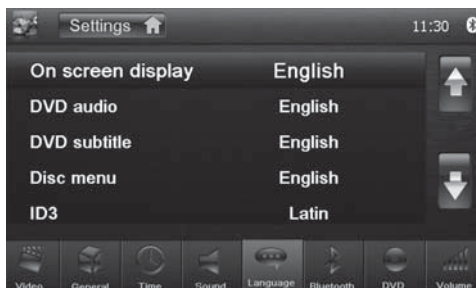 Settings 11:30
On screen display English
DVD audio English
DVD subtitle English
Disc menu English
ID3 Latin
Video General Time Sound Language Bluetooth DVD Volume